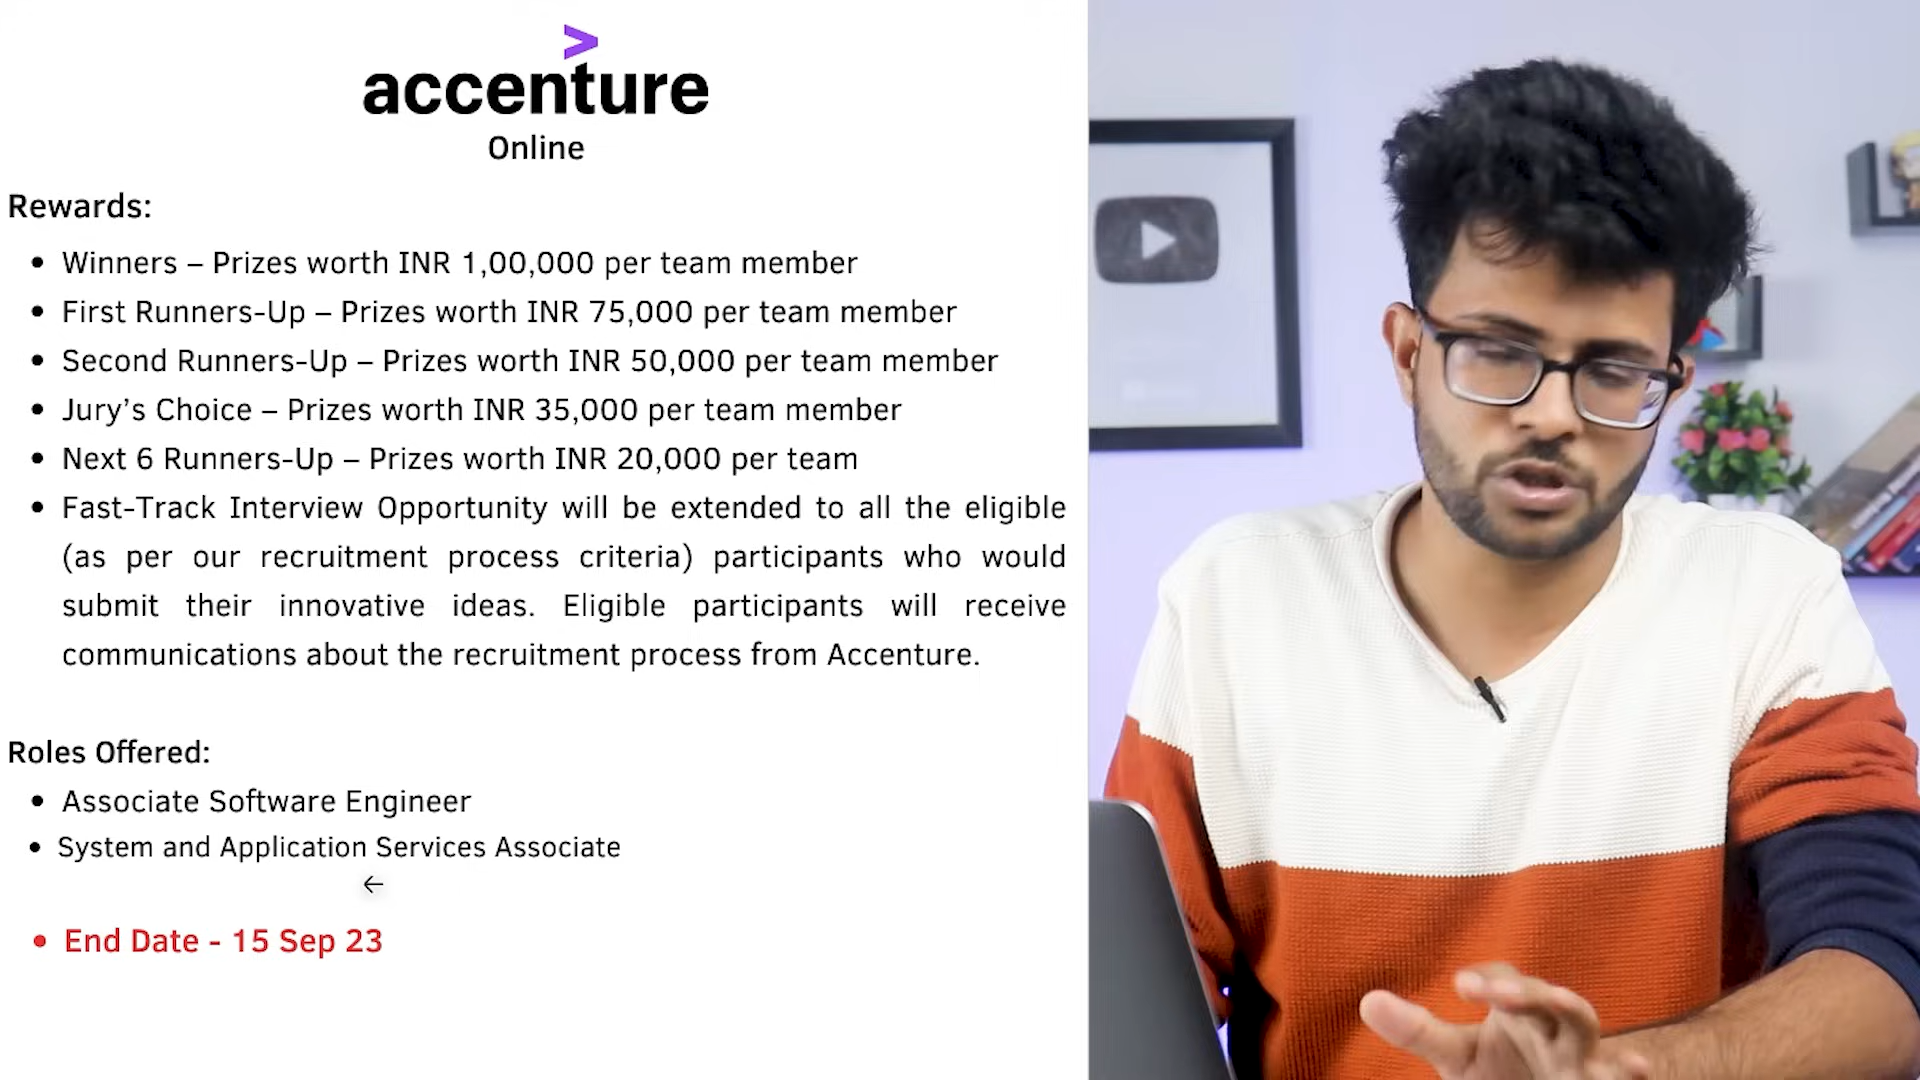 >
accenture
Online
Rewards:
• Winners – Prizes worth INR 1,00,000 per team member
• First Runners-Up – Prizes worth INR 75,000 per team member
• Second Runners-Up – Prizes worth INR 50,000 per team member
• Jury’s Choice – Prizes worth INR 35,000 per team member
• Next 6 Runners-Up – Prizes worth INR 20,000 per team
• Fast-Track Interview Opportunity will be extended to all the eligible
(as per our recruitment process criteria) participants who would
submit their innovative ideas. Eligible participants will receive
communications about the recruitment process from Accenture.
Roles Offered:
• Associate Software Engineer
• System and Application Services Associate
←
• End Date - 15 Sep 23